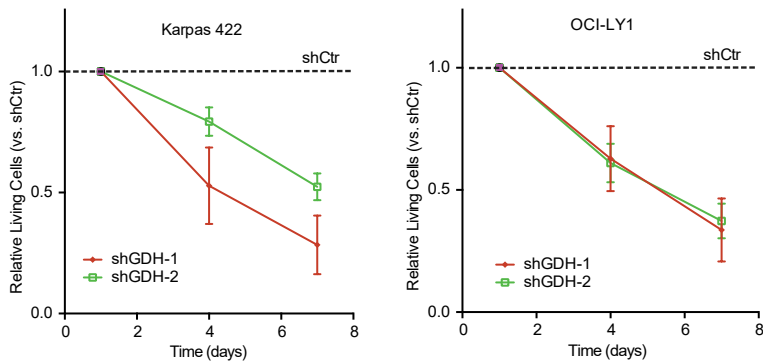 Karpas 422
shCtr
1.0
0.5
0.0
Relative Living Cells (vs. shCtr)
shGDH-1
shGDH-2
0 2 4 6 8
Time (days)
OCI-LY1
shCtr
1.0
0.5
0.0
Relative Living Cells (vs. shCtr)
shGDH-1
shGDH-2
0 2 4 6 8
Time (days)